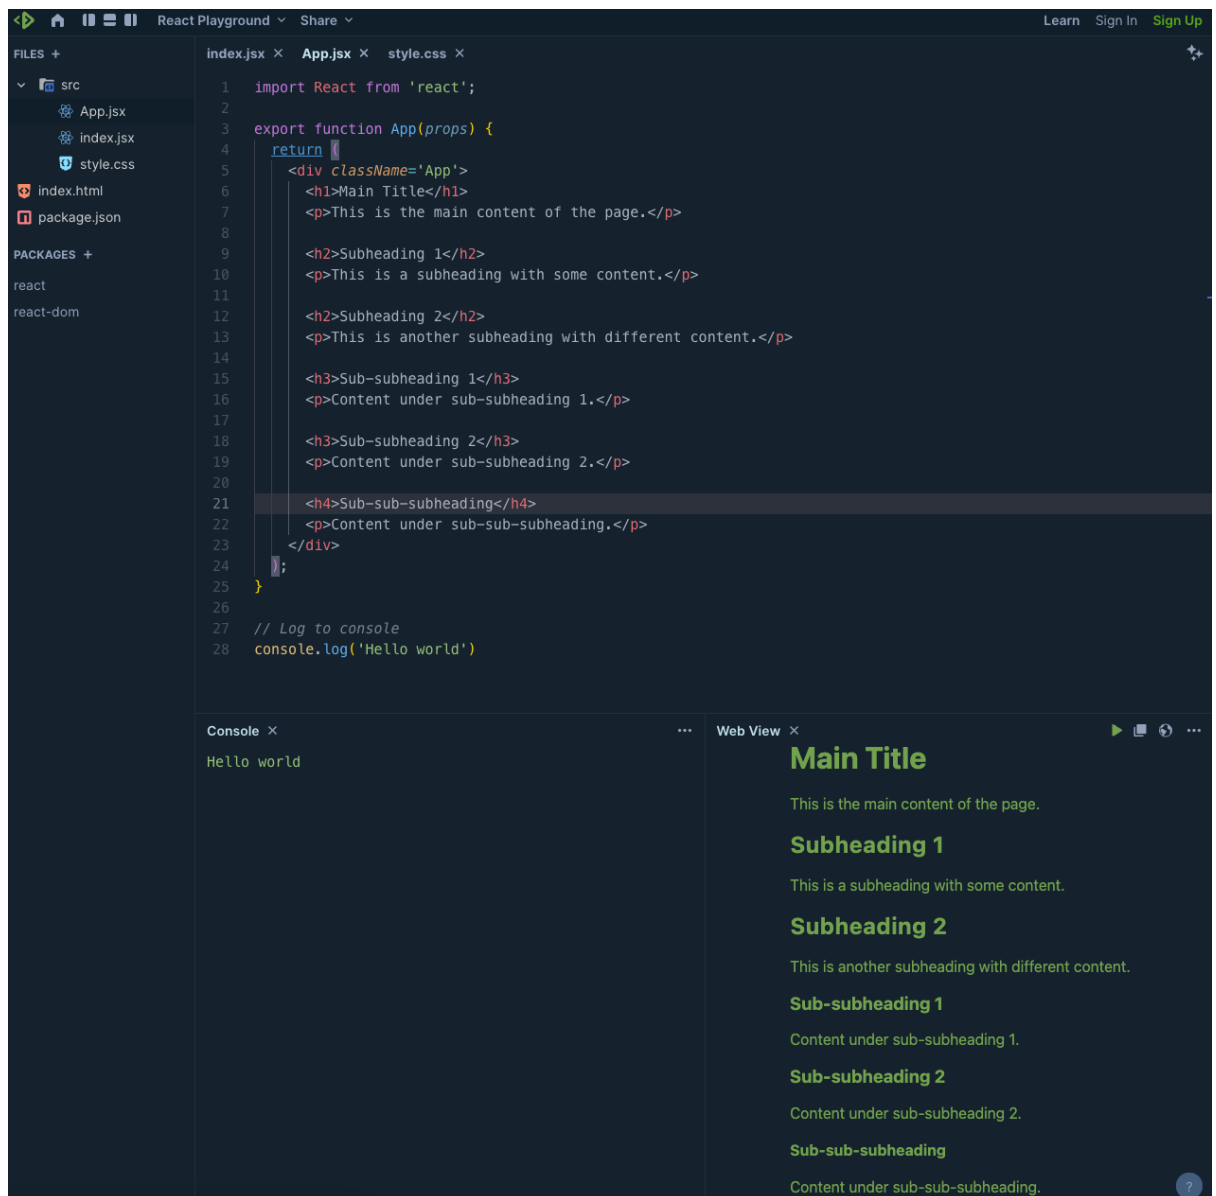 React Playground Share Learn Sign In Sign Up
FILES +
src
App.jsx
index.jsx
style.css
index.html
package.json
PACKAGES +
react
react-dom
index.jsx × App.jsx × style.css ×
1 import React from 'react';
2
3 export function App(props) {
4 return (
5 <div className='App'>
6 <h1>Main Title</h1>
7 <p>This is the main content of the page.</p>
8
9 <h2>Subheading 1</h2>
10 <p>This is a subheading with some content.</p>
11
12 <h2>Subheading 2</h2>
13 <p>This is another subheading with different content.</p>
14
15 <h3>Sub-subheading 1</h3>
16 <p>Content under sub-subheading 1.</p>
17
18 <h3>Sub-subheading 2</h3>
19 <p>Content under sub-subheading 2.</p>
20
21 <h4>Sub-sub-subheading</h4>
22 <p>Content under sub-sub-subheading.</p>
23 </div>
24 );
25 }
26
27 // Log to console
28 console.log('Hello world')
Console × ...
Hello world
Web View × ...
Main Title
This is the main content of the page.
Subheading 1
This is a subheading with some content.
Subheading 2
This is another subheading with different content.
Sub-subheading 1
Content under sub-subheading 1.
Sub-subheading 2
Content under sub-subheading 2.
Sub-sub-subheading
Content under sub-sub-subheading.
?